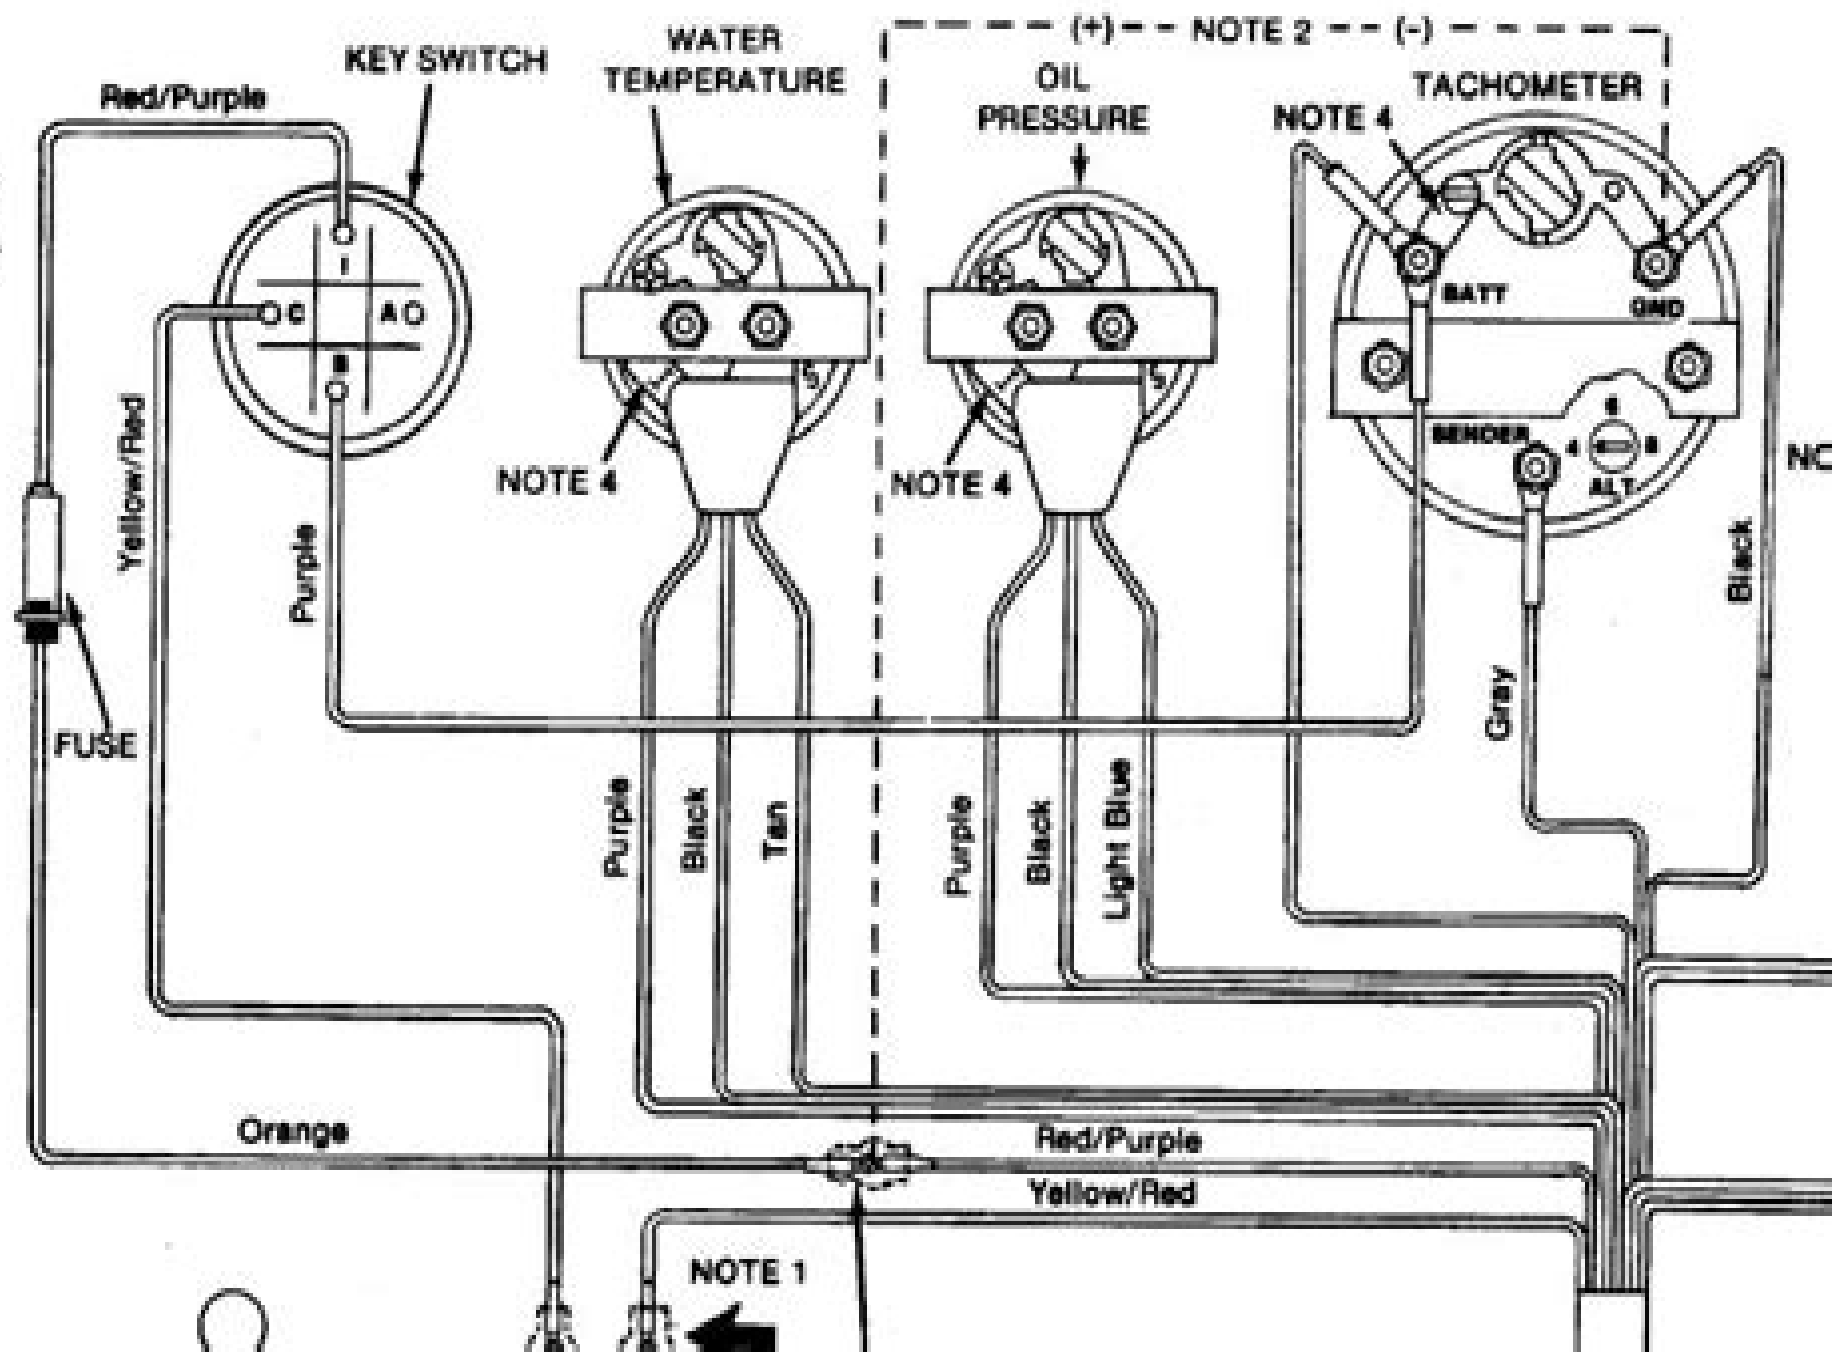 (+)
NOTE 2
(-)
KEY SWITCH
WATER
TEMPERATURE
OIL
PRESSURE
TACHOMETER
NOTE 4
Red/Purple
I
C
A
B
BATT
GND
S
S
6
4
8
SENDER
ALT
NOTE 4
NOTE 4
Yellow/Red
Purple
Black
Gray
FUSE
Purple
Black
Tan
Purple
Black
Light Blue
Orange
Red/Purple
Yellow/Red
NOTE 1